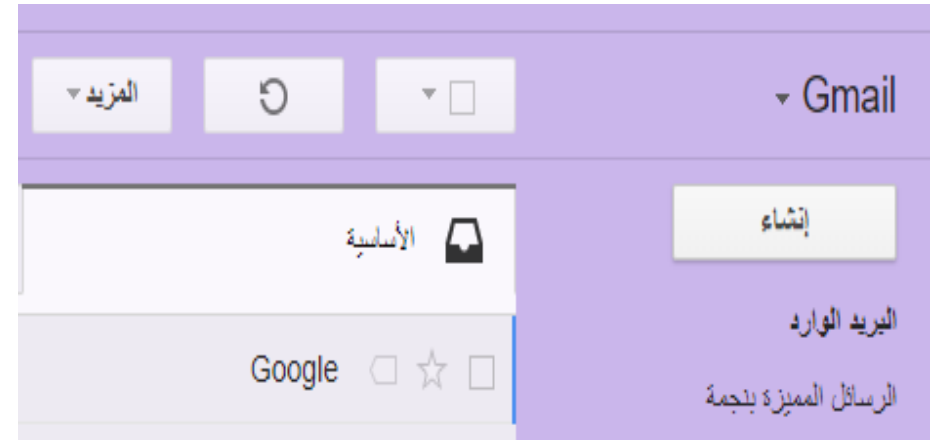 Gmail
المزيد
إنشاء
الأساسية
البريد الوارد
Google
الرسائل المميزة بنجمة